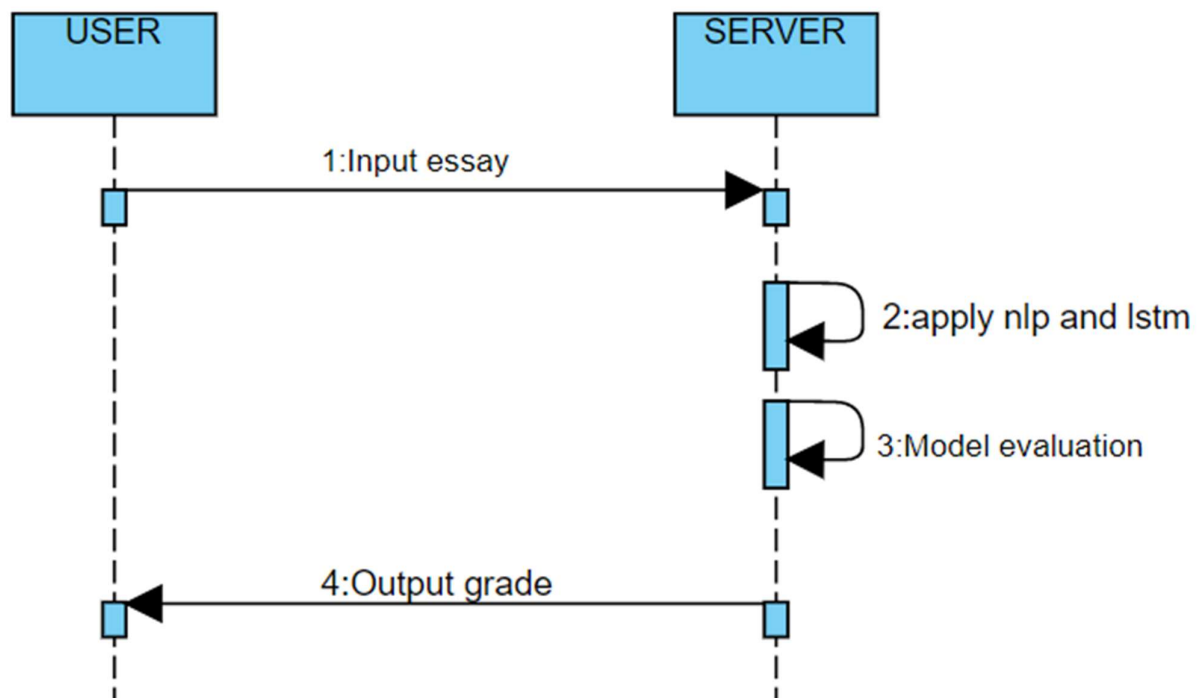 USER
SERVER
1:Input essay
2:apply nlp and lstm
3:Model evaluation
4:Output grade